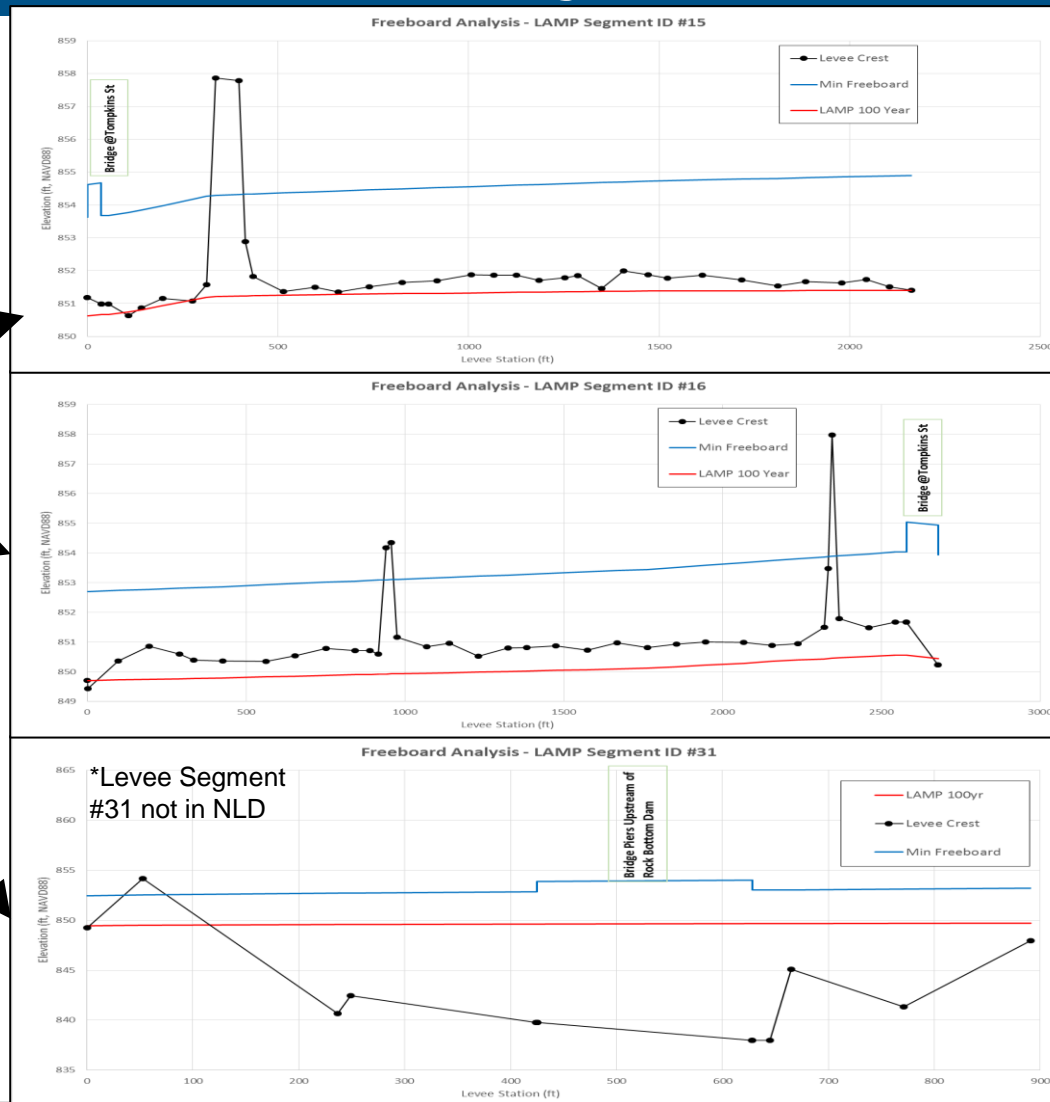 Freeboard Analysis - LAMP Segment ID #15
859
858
857
856
855
854
853
852
851
850
Elevation (ft, NAVD88)
Bridge @Tompkins St
Levee Crest
Min Freeboard
LAMP 100 Year
0
500
1000
1500
2000
2500
Levee Station (ft)
Freeboard Analysis - LAMP Segment ID #16
859
858
857
856
855
854
853
852
851
850
849
Elevation (ft, NAVD88)
Levee Crest
Min Freeboard
LAMP 100 Year
Bridge @Tompkins St
0
500
1000
1500
2000
2500
3000
Levee Station (ft)
Freeboard Analysis - LAMP Segment ID #31
*Levee Segment
#31 not in NLD
865
860
855
850
845
840
835
Elevation (ft, NAVD88)
Bridge Piers Upstream of
Rock Bottom Dam
LAMP 100yr
Levee Crest
Min Freeboard
0
100
200
300
400
500
600
700
800
900
Levee Station (ft)